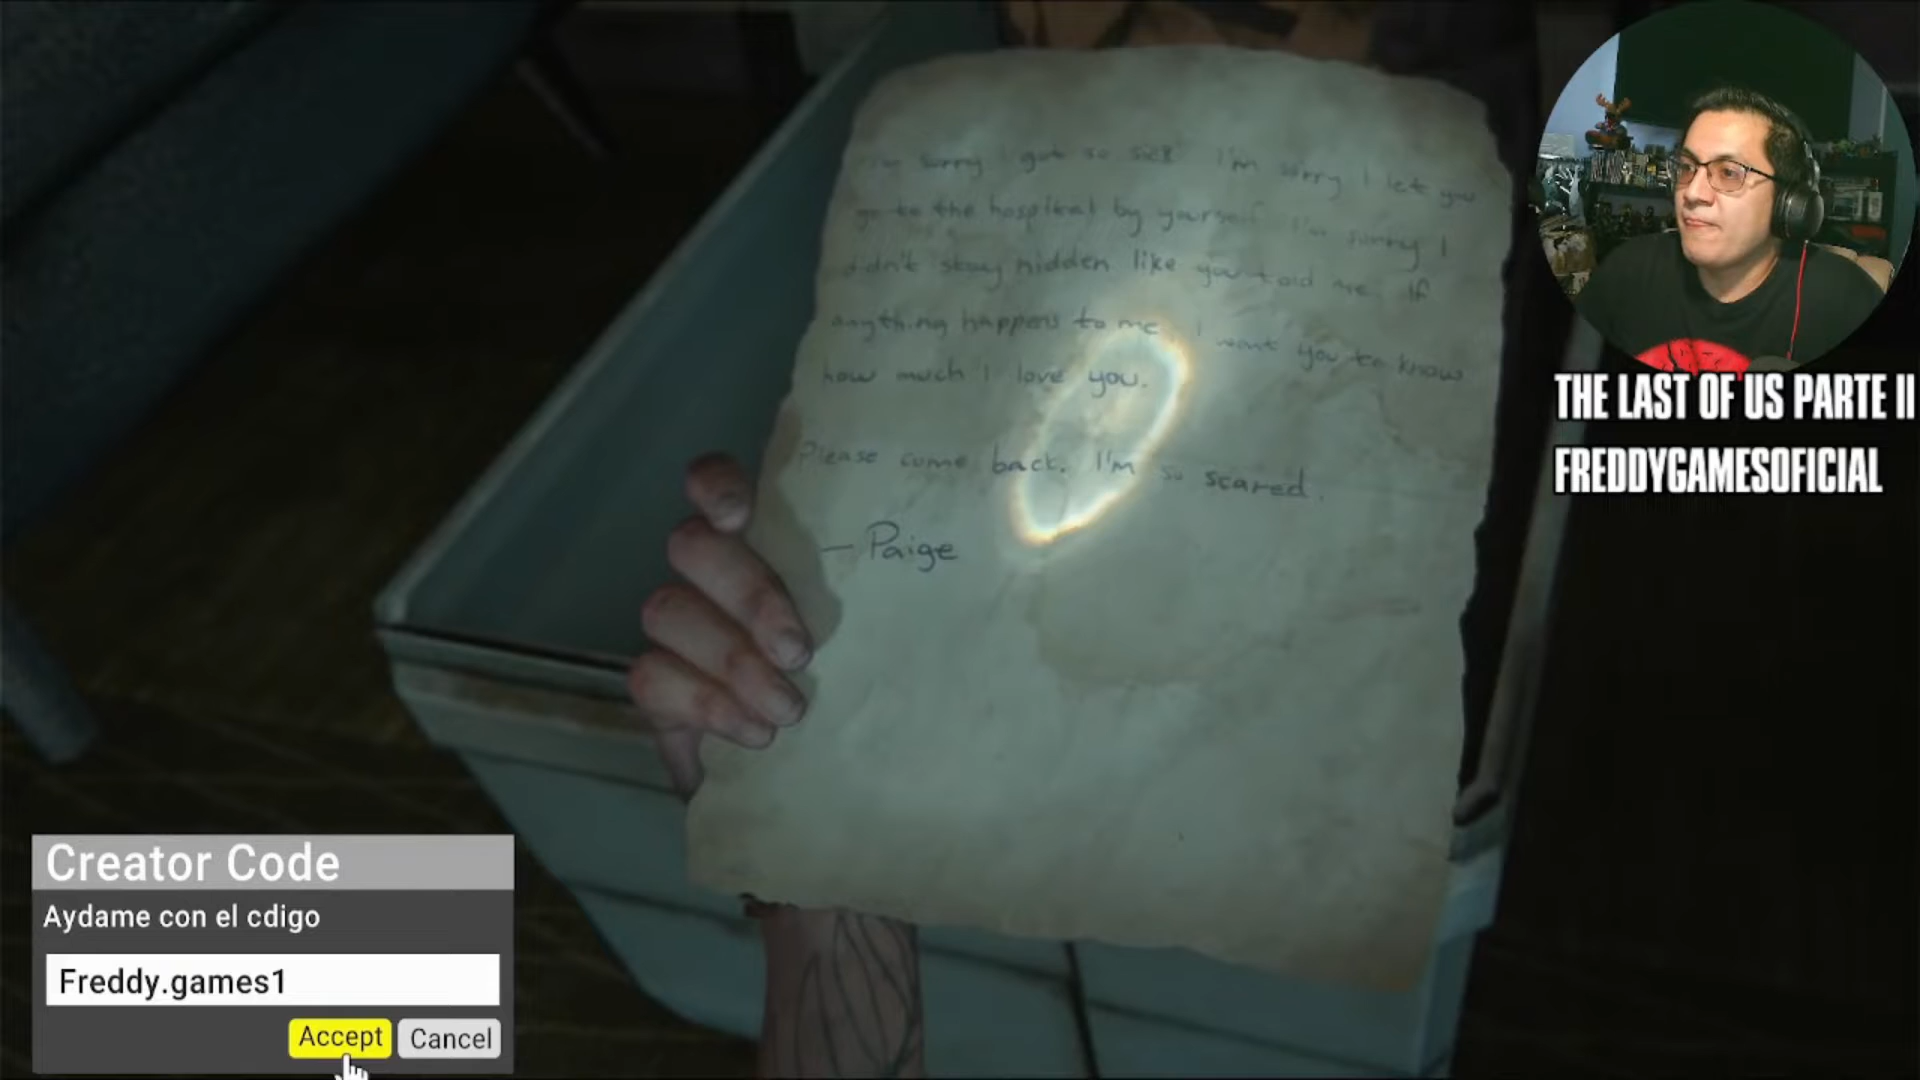 I'm sorry I got so sick. I'm sorry I let you
go to the hospital by yourself. I'm sorry I
didn't stay hidden like you told me. If
anything happens to me, I want you to know
how much I love you.
Please come back. I'm so scared.
— Paige
THE LAST OF US PARTE II
FREDDYGAMESOFICIAL
Creator Code
Aydame con el cdigo
Freddy.games1
Accept
Cancel